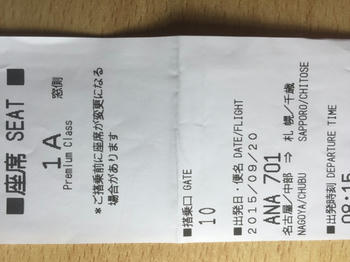 ■座席 SEAT ■
1 A 窓側
Premium Class
*ご搭乗前に座席が変更になる
場合があります
■搭乗口 GATE
10
■出発日・便名 DATE/FLIGHT
2015/09/20
ANA 701
名古屋/中部 ⇒ 札幌/千歳
NAGOYA/CHUBU SAPPORO/CHITOSE
■出発時刻 DEPARTURE TIME